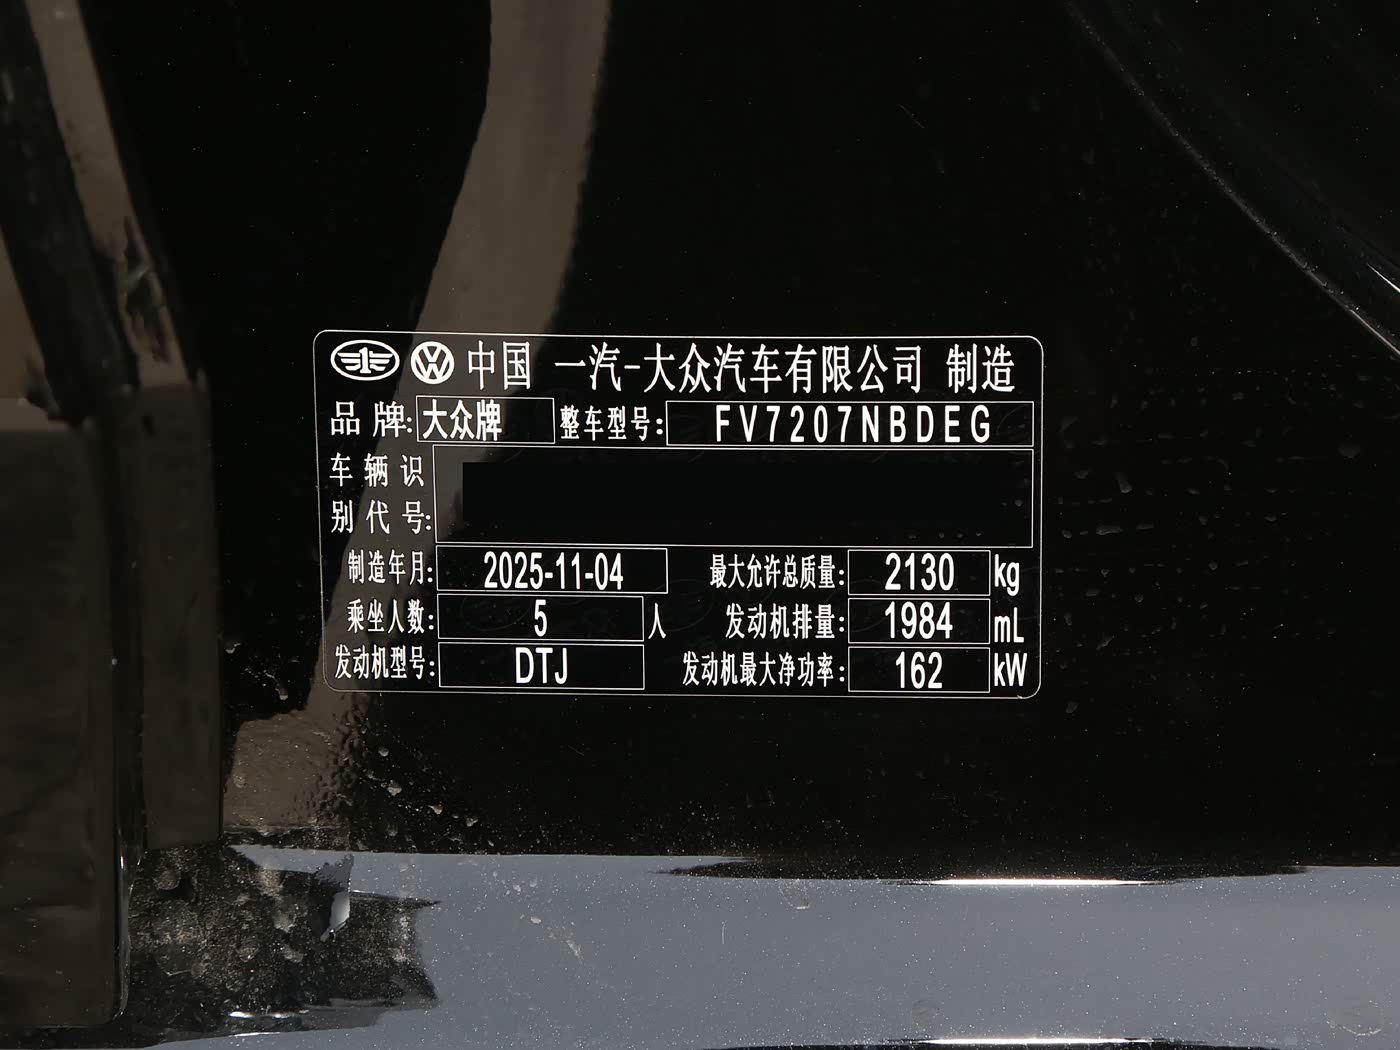 中国 一汽-大众汽车有限公司 制造
品牌: 大众牌 整车型号: FV7207NBDEG
车辆识
别代号:
制造年月: 2025-11-04 最大允许总质量: 2130 kg
乘坐人数: 5 人 发动机排量: 1984 mL
发动机型号: DTJ 发动机最大净功率: 162 kW